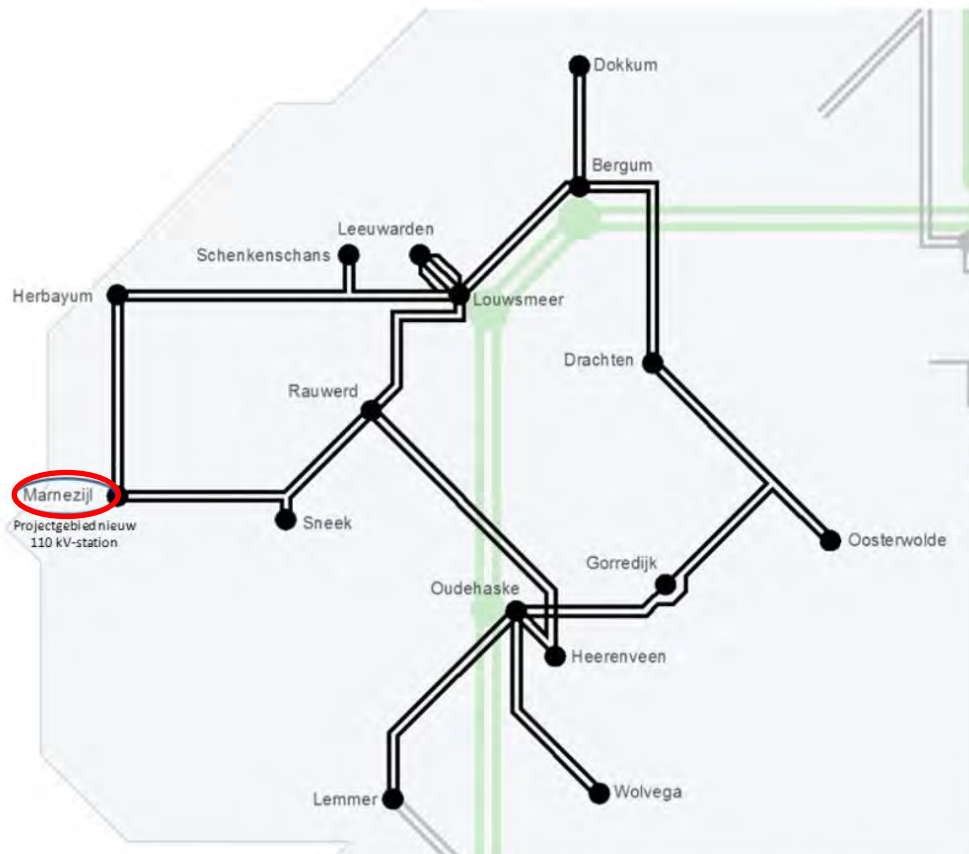 Dokkum
Bergum
Leeuwarden
Schenkenschans
Herbayum
Louwsmeer
Drachten
Rauwerd
Marnezijl
Projectgebied nieuw
110 kV-station
Sneek
Oosterwolde
Gorredijk
Oudehaske
Heerenveen
Lemmer
Wolvega